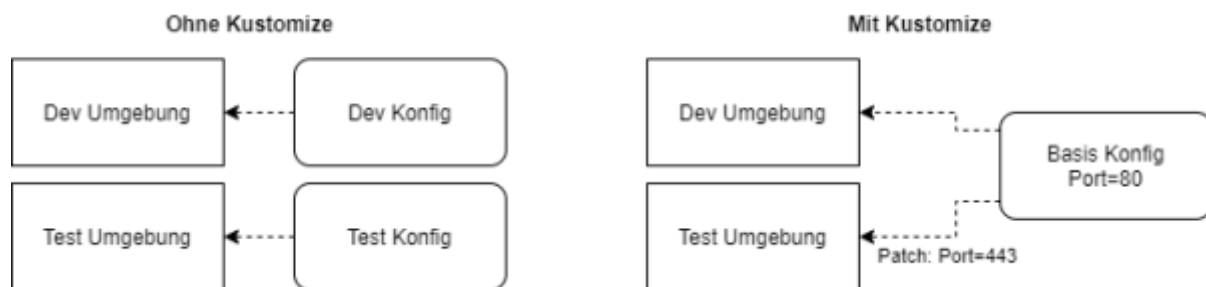 Ohne Kustomize
Dev Umgebung
Dev Konfig
Test Umgebung
Test Konfig
Mit Kustomize
Dev Umgebung
Basis Konfig
Port=80
Test Umgebung
Patch: Port=443